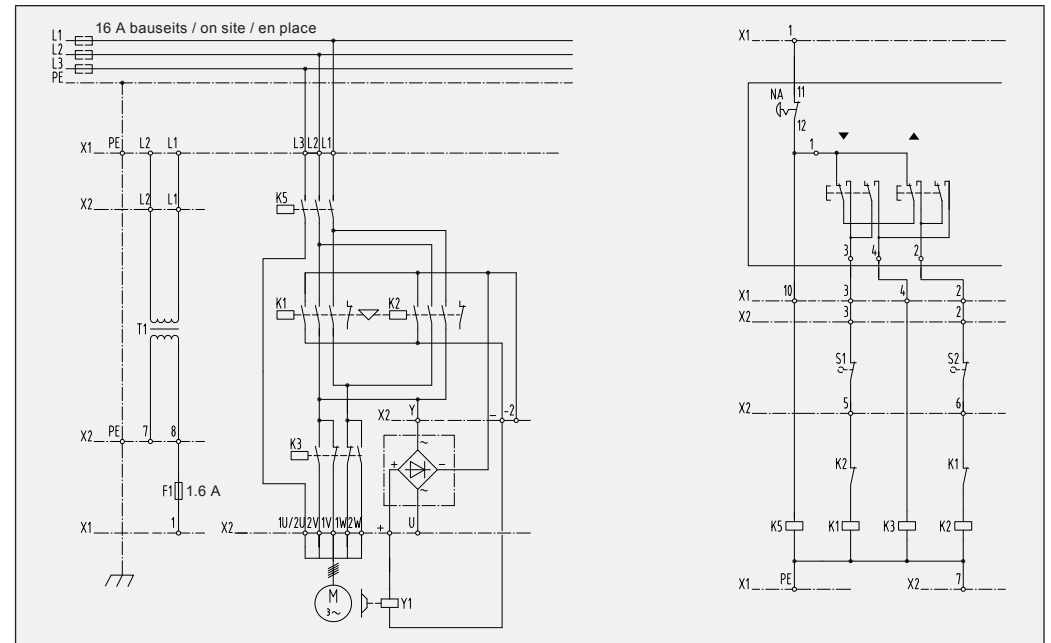 16 A bauseits / on site / en place
L1
L2
L3
PE
X1 PE L2 L1 L3 L2 L1
X2 L2 L1
K5
K1 K2
T1
X2 Y - -2
X2 PE 7 8
K3
+ ~ - ~
F1 1.6 A
X1 1 X2 1U/2U 2V 1V 1W 2W + U
M
3~
Y1
X1 1
NA 11
12
1
3 4 2
X1 10 3 4 2
X2 3 2
S1 S2
X2 5 6
K2 K1
K5 K1 K3 K2
X1 PE X2 7